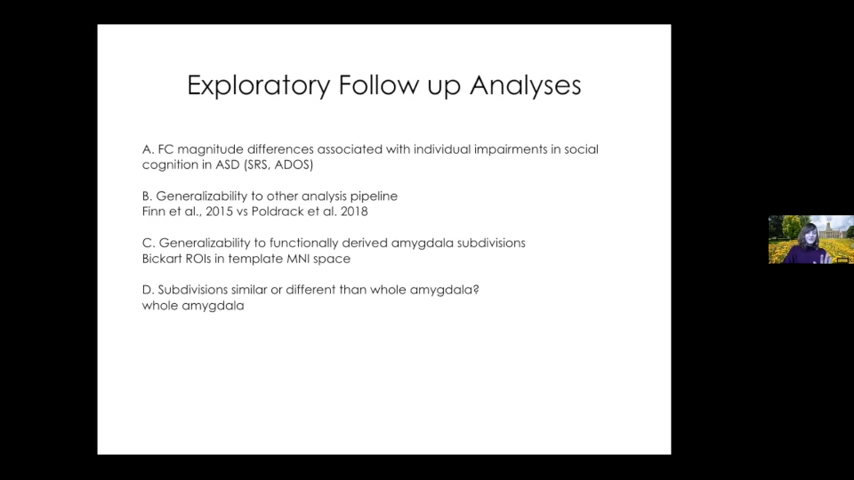 Exploratory Follow up Analyses
A. FC magnitude differences associated with individual impairments in social
cognition in ASD (SRS, ADOS)
B. Generalizability to other analysis pipeline
Finn et al., 2015 vs Poldrack et al. 2018
C. Generalizability to functionally derived amygdala subdivisions
Bickart ROIs in template MNI space
D. Subdivisions similar or different than whole amygdala?
whole amygdala